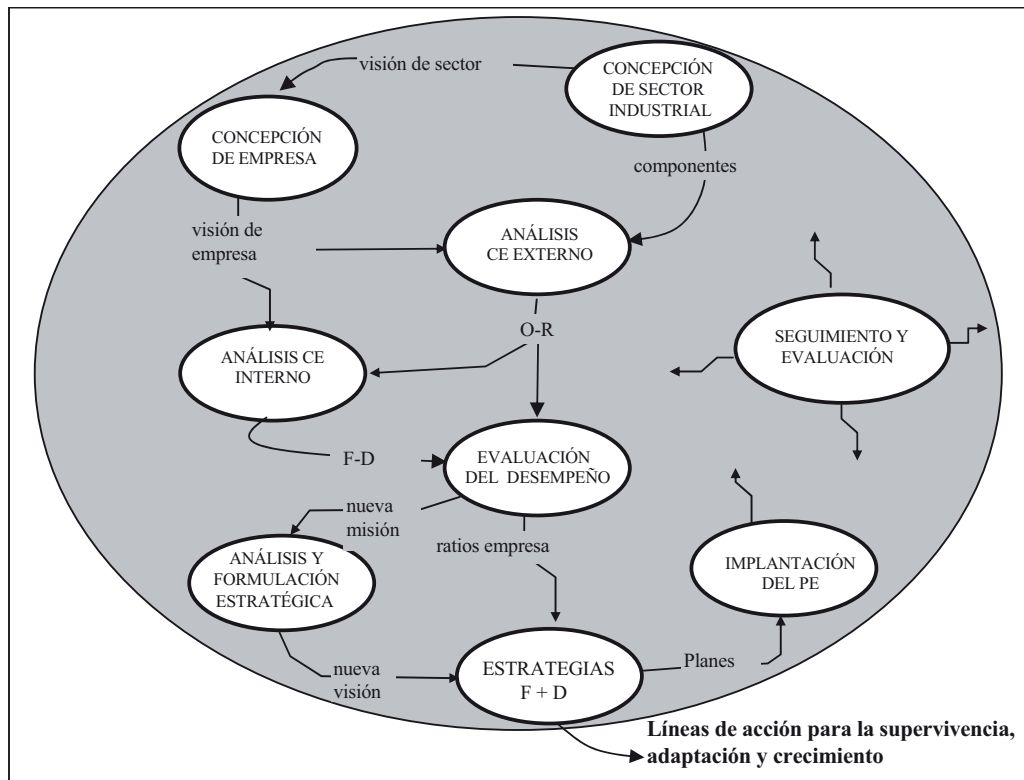 visión de sector
CONCEPCIÓN
DE SECTOR
INDUSTRIAL
CONCEPCIÓN
DE EMPRESA
componentes
visión de
empresa
ANÁLISIS
CE EXTERNO
O-R
SEGUIMIENTO Y
EVALUACIÓN
ANÁLISIS CE
INTERNO
F-D
EVALUACIÓN
DEL DESEMPEÑO
nueva
misión
ratios empresa
ANÁLISIS Y
FORMULACIÓN
ESTRATÉGICA
IMPLANTACIÓN
DEL PE
nueva
visión
ESTRATEGIAS
F + D
Planes
Líneas de acción para la supervivencia,
adaptación y crecimiento